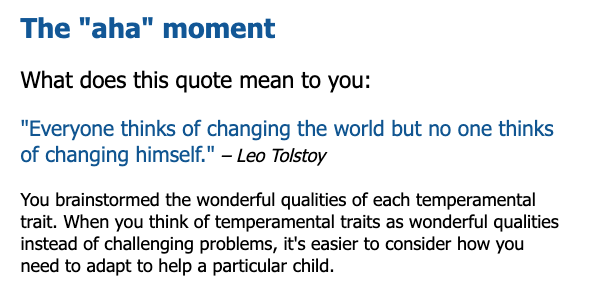 The "aha" moment
What does this quote mean to you:
"Everyone thinks of changing the world but no one thinks
of changing himself." – Leo Tolstoy
You brainstormed the wonderful qualities of each temperamental
trait. When you think of temperamental traits as wonderful qualities
instead of challenging problems, it's easier to consider how you
need to adapt to help a particular child.